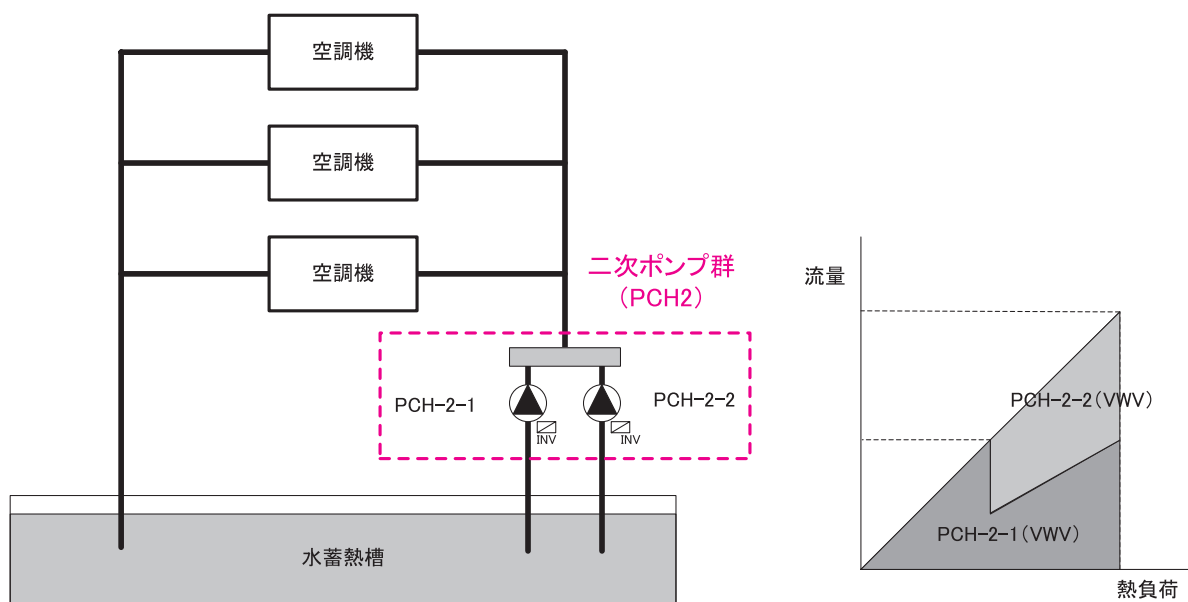 空調機
空調機
空調機
二次ポンプ群
(PCH2)
PCH-2-1
PCH-2-2
INV
INV
水蓄熱槽
流量
PCH-2-2(VWV)
PCH-2-1(VWV)
熱負荷